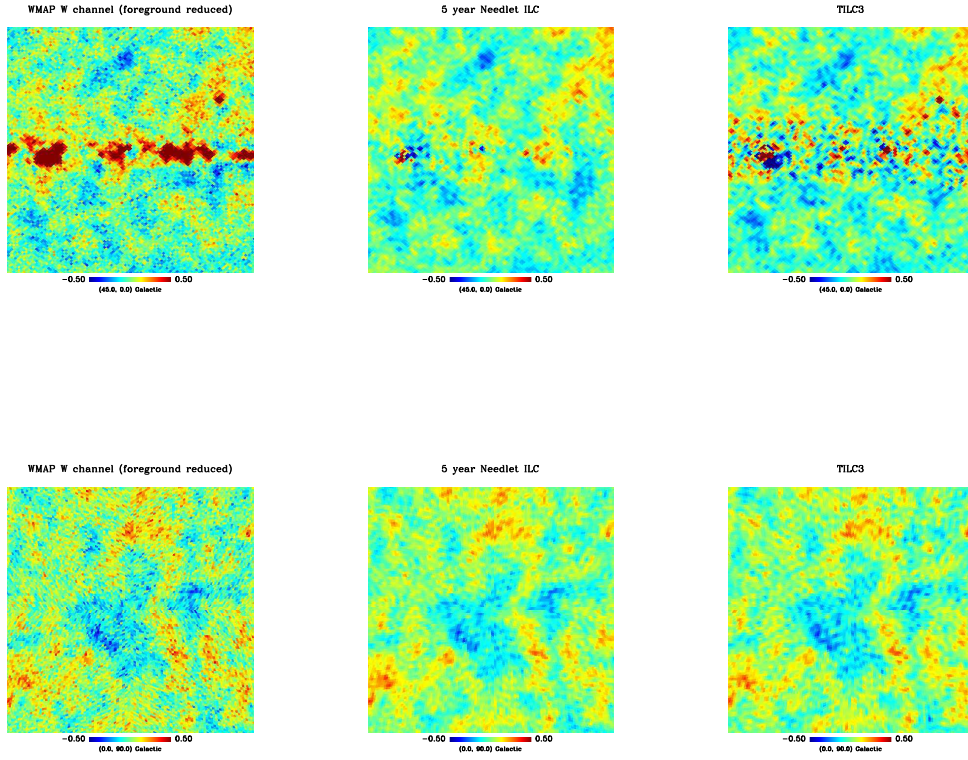 WMAP W channel (foreground reduced)
5 year Needlet ILC
TILC3
-0.50 0.50
(45.0, 0.0) Galactic
-0.50 0.50
(45.0, 0.0) Galactic
-0.50 0.50
(45.0, 0.0) Galactic
WMAP W channel (foreground reduced)
5 year Needlet ILC
TILC3
-0.50 0.50
(0.0, 90.0) Galactic
-0.50 0.50
(0.0, 90.0) Galactic
-0.50 0.50
(0.0, 90.0) Galactic